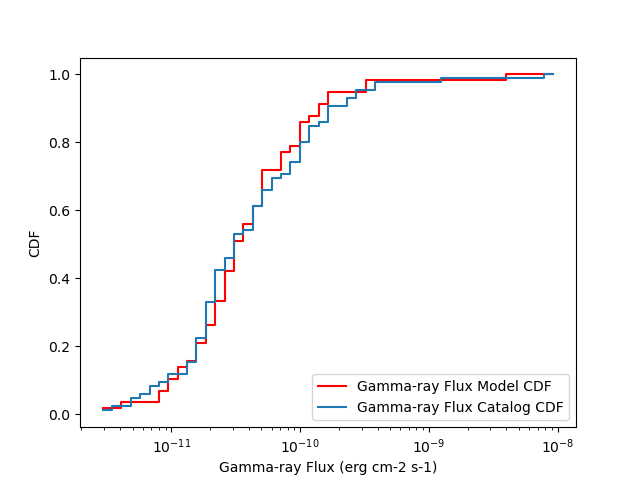 1.0
0.8
0.6
0.4
0.2
0.0
CDF
10⁻¹¹
10⁻¹⁰
10⁻⁹
10⁻⁸
Gamma-ray Flux (erg cm-2 s-1)
Gamma-ray Flux Model CDF
Gamma-ray Flux Catalog CDF